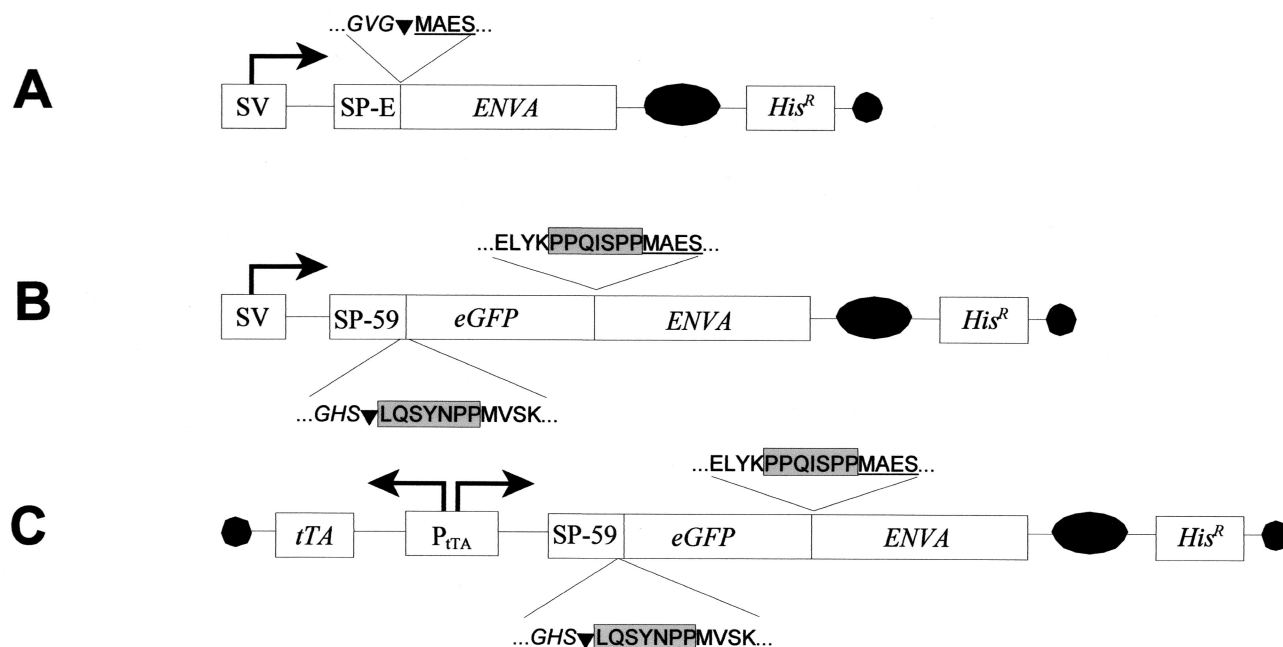 ...GVG▼MAES...
A
SV SP-E ENVA His^R
...ELYKPPQISPPMAES...
B
SV SP-59 eGFP ENVA His^R
...GHS▼LQSYNPPMVSK...
...ELYKPPQISPPMAES...
C
tTA P_tTA SP-59 eGFP ENVA His^R
...GHS▼LQSYNPPMVSK...